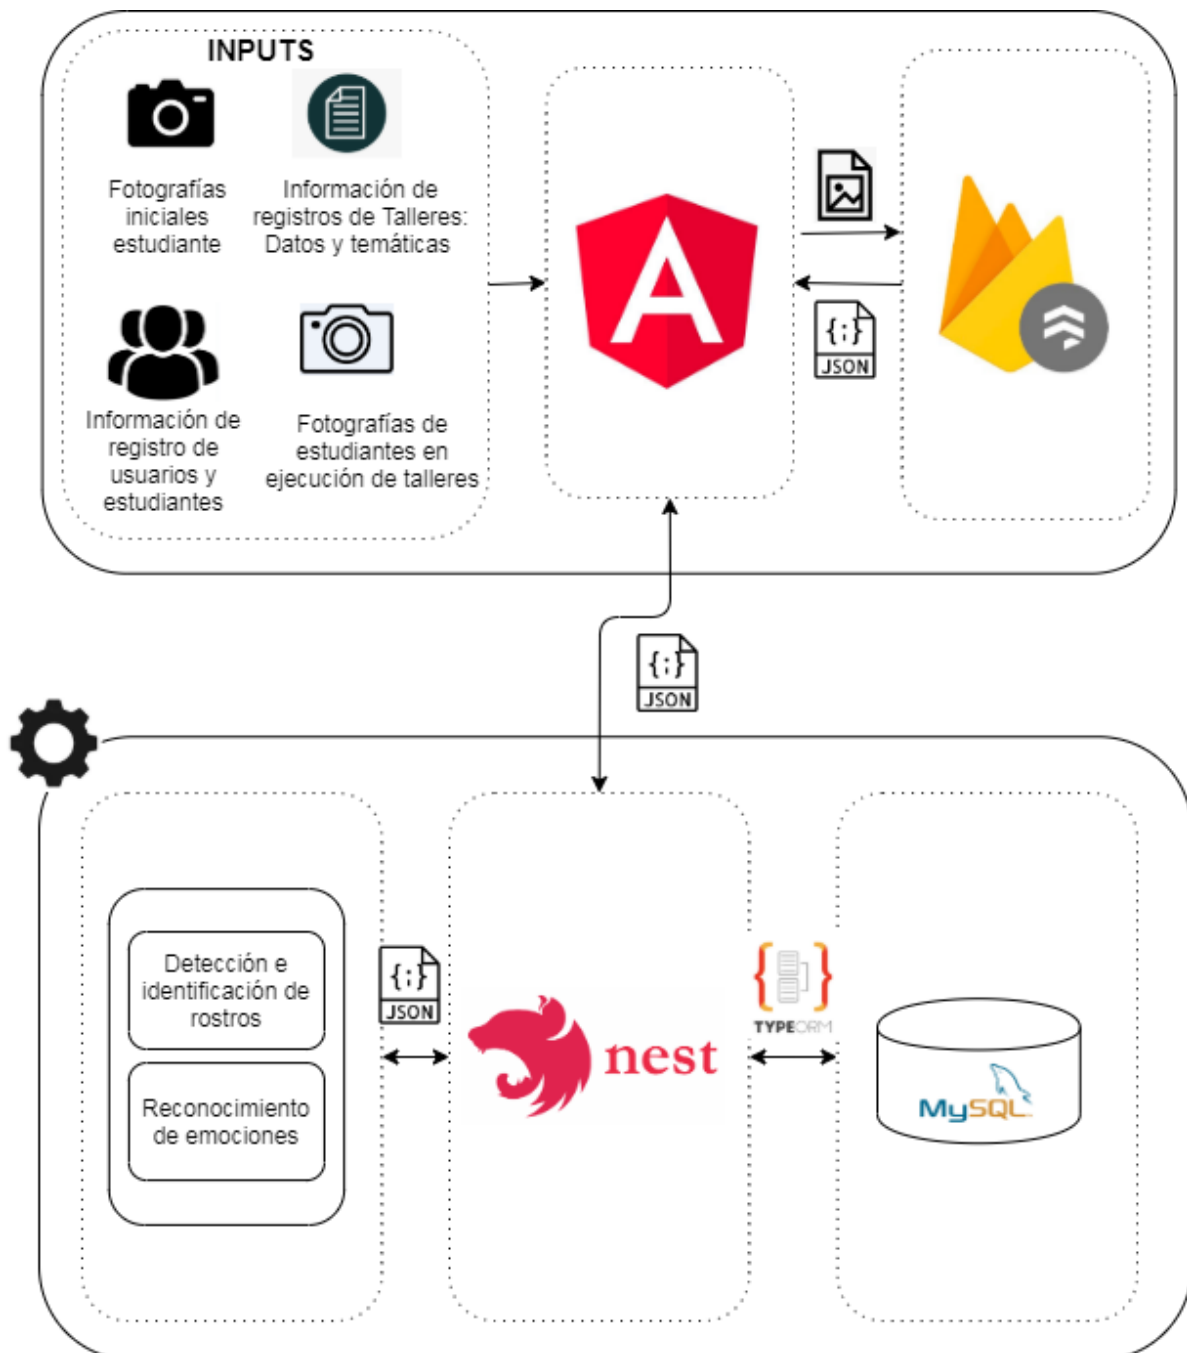 INPUTS
Fotografías
iniciales
estudiante
Información de
registros de Talleres:
Datos y temáticas
Información de
registro de
usuarios y
estudiantes
Fotografías de
estudiantes en
ejecución de talleres
A
{;}
JSON
{;}
JSON
Detección e
identificación de
rostros
Reconocimiento
de emociones
{;}
JSON
nest
{ }
TYPEORM
MySQL